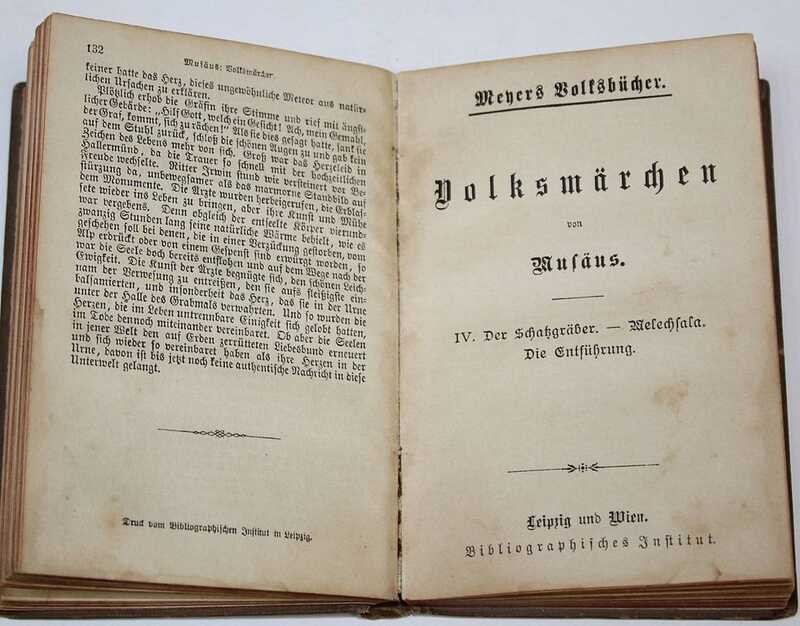 132
Musäus: Volksmärchen
keiner hatte das Herz, dieses ungewöhnliche Meteor aus natür-
lichen Ursachen zu erklären.
Plötzlich erhob die Gräfin ihre Stimme und rief mit ängst-
licher Gebärde: „Hilf Gott, welch ein Gesicht! Ach, mein Gemahl,
der Graf, kommt, sich zu rächen!“ Als sie dies gesagt hatte, sank sie
auf dem Stuhl zurück, schloß die schönen Augen zu und gab kein
Zeichen des Lebens mehr von sich. Groß war das Herzeleid in
Hallermünd, da die Trauer so schnell mit der hochzeitlichen
Freude wechselte. Ritter Irwin stund wie versteinert vor Be-
stürzung da, unbewegsamer als das marmorne Standbild auf
dem Monumente. Die Ärzte wurden herbeigerufen, die Erblas-
sete wieder ins Leben zu bringen, aber ihre Kunst und Mühe
war vergebens. Denn obgleich der entseelte Körper vierund-
zwanzig Stunden lang seine natürliche Wärme behielt, wie es
geschehen soll bei denen, die in einer Verzückung gestorben, vom
Alp erdrückt oder von einem Gespenst sind erwürgt worden, so
war die Seele doch bereits entflohen und auf dem Wege nach der
Ewigkeit. Die Kunst der Ärzte begnügte sich, den schönen Leich-
nam der Verwesung zu entreißen, den sie aufs fleißigste ein-
balsamierten, und insonderheit das Herz, das sie in der Urne
unter der Halle des Grabmals verwahrten. Und so wurden die
Herzen, die im Leben untrennbare Einigkeit sich gelobt hatten,
im Tode dennoch miteinander vereinbaret. Ob aber die Seelen
in jener Welt den auf Erden zerrütteten Liebesbund erneuert
und sich wieder so vereinbaret haben als ihre Herzen in der
Urne, davon ist bis jetzt noch keine authentische Nachricht in diese
Unterwelt gelangt.
Druck vom Bibliographischen Institut in Leipzig.
Meyers Volksbücher.
Volksmärchen
von
Musäus.
IV. Der Schatzgräber. — Melechsala.
Die Entführung.
Leipzig und Wien.
Bibliographisches Institut.